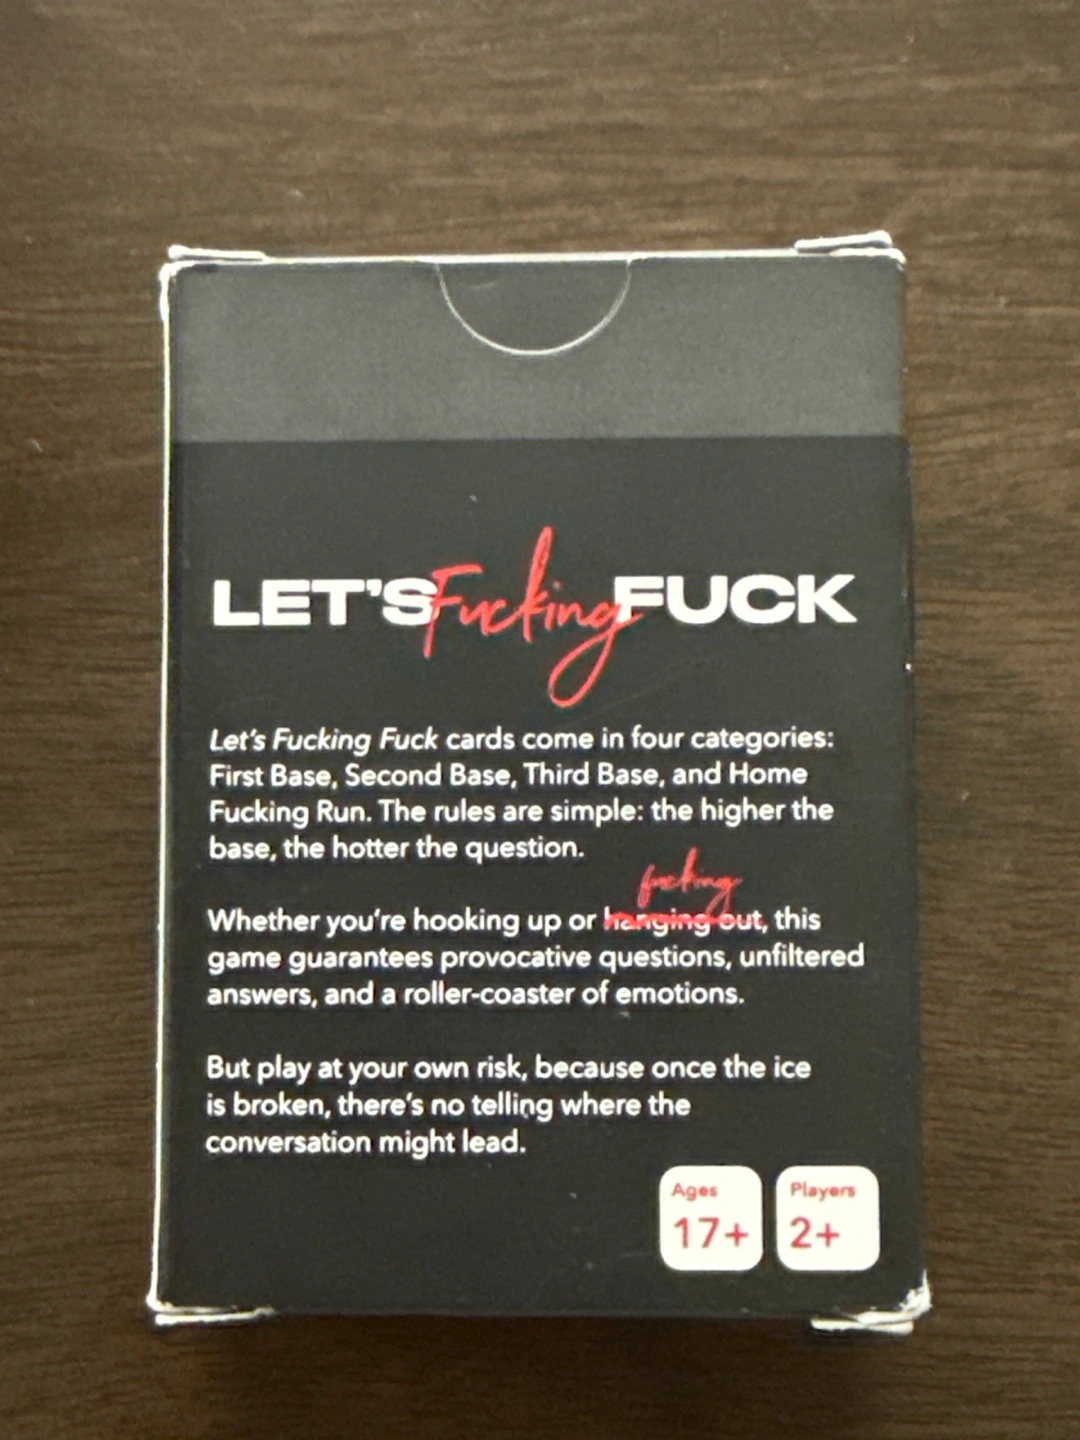 LET'S Fucking FUCK
Let's Fucking Fuck cards come in four categories:
First Base, Second Base, Third Base, and Home
Fucking Run. The rules are simple: the higher the
base, the hotter the question.
fucking
Whether you're hooking up or hanging out, this
game guarantees provocative questions, unfiltered
answers, and a roller-coaster of emotions.
But play at your own risk, because once the ice
is broken, there's no telling where the
conversation might lead.
Ages Players
17+ 2+